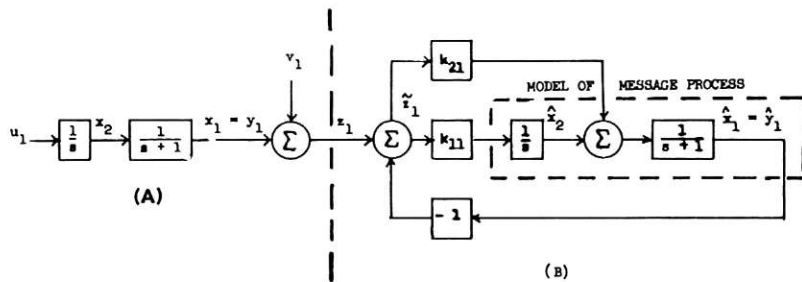 v₁
k₂₁
MODEL OF MESSAGE PROCESS
u₁
1/s
x₂
1/(s + 1)
x₁ = y₁
Σ
z₁
z̃₁
Σ
k₁₁
1/s
x̂₂
Σ
1/(s + 1)
x̂₁ = ŷ₁
(A)
- 1
(B)